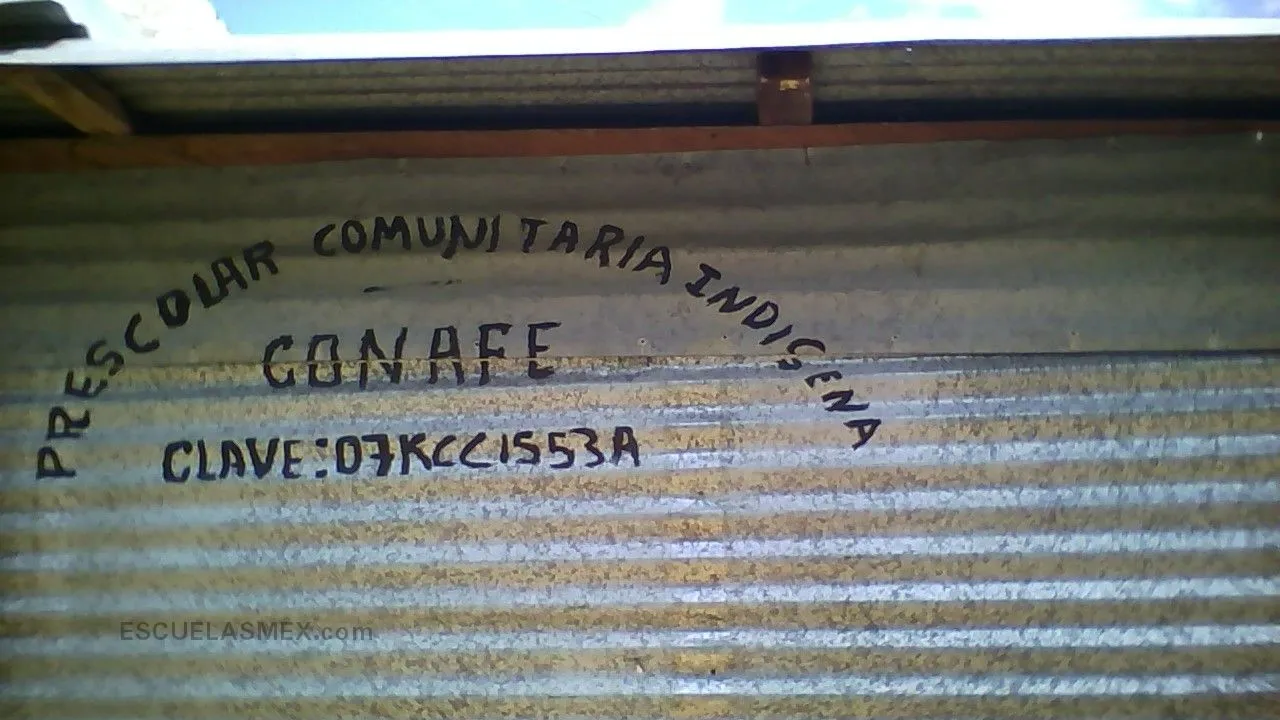 PRESCOLAR COMUNITARIA INDIGENA
CONAFE
CLAVE:07KCC1553A
ESCUELASMEX.com